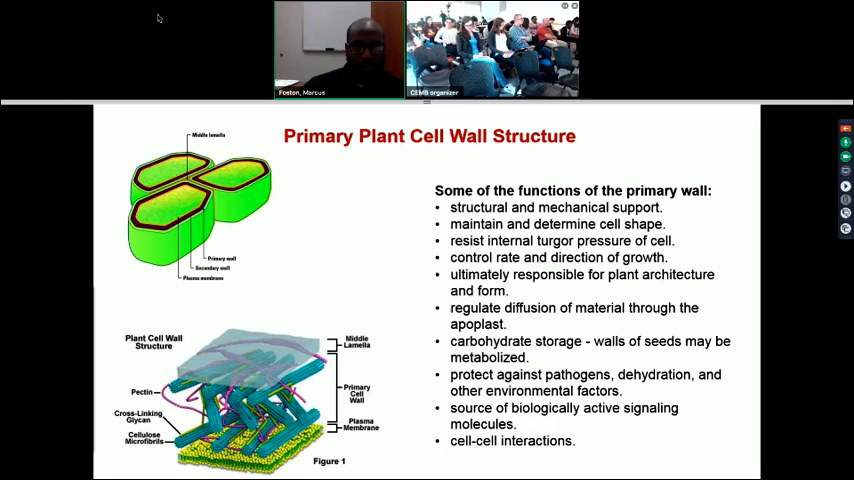 Foston, Marcus
CEMB organizer
Primary Plant Cell Wall Structure
Middle lamella
Primary wall
Secondary wall
Plasma membrane
Some of the functions of the primary wall:
• structural and mechanical support.
• maintain and determine cell shape.
• resist internal turgor pressure of cell.
• control rate and direction of growth.
• ultimately responsible for plant architecture
and form.
• regulate diffusion of material through the
apoplast.
• carbohydrate storage - walls of seeds may be
metabolized.
• protect against pathogens, dehydration, and
other environmental factors.
• source of biologically active signaling
molecules.
• cell-cell interactions.
Plant Cell Wall
Structure
Middle
Lamella
Pectin
Primary
Cell
Wall
Cross-Linking
Glycan
Plasma
Membrane
Cellulose
Microfibrils
Figure 1